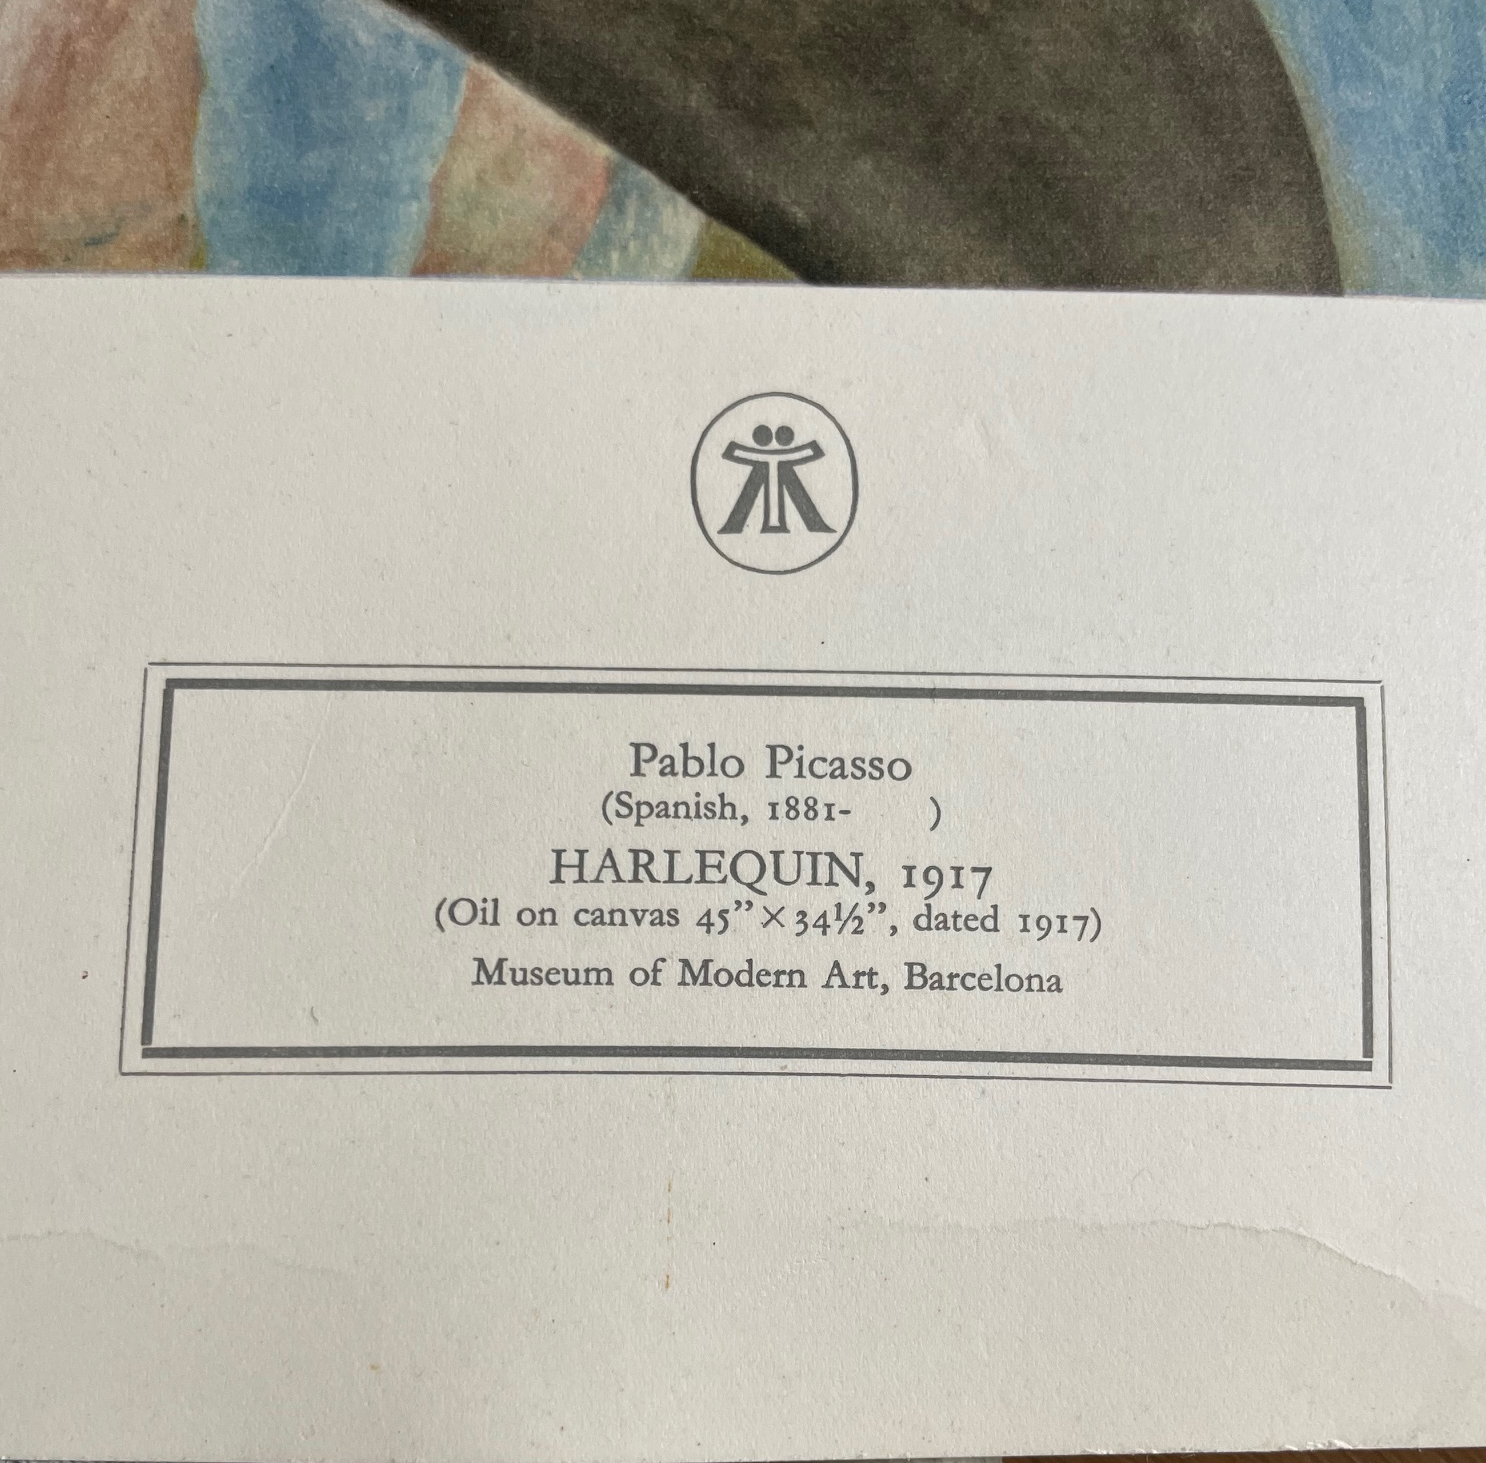 Pablo Picasso
(Spanish, 1881- )
HARLEQUIN, 1917
(Oil on canvas 45”×34½”, dated 1917)
Museum of Modern Art, Barcelona